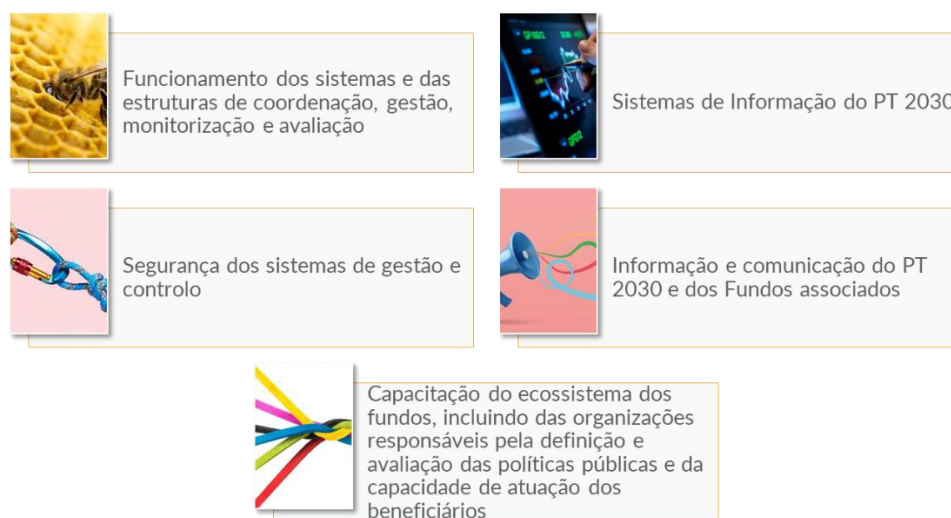 Funcionamento dos sistemas e das
estruturas de coordenação, gestão,
monitorização e avaliação
Sistemas de Informação do PT 2030
Segurança dos sistemas de gestão e
controlo
Informação e comunicação do PT
2030 e dos Fundos associados
Capacitação do ecossistema dos
fundos, incluindo das organizações
responsáveis pela definição e
avaliação das políticas públicas e da
capacidade de atuação dos
beneficiários